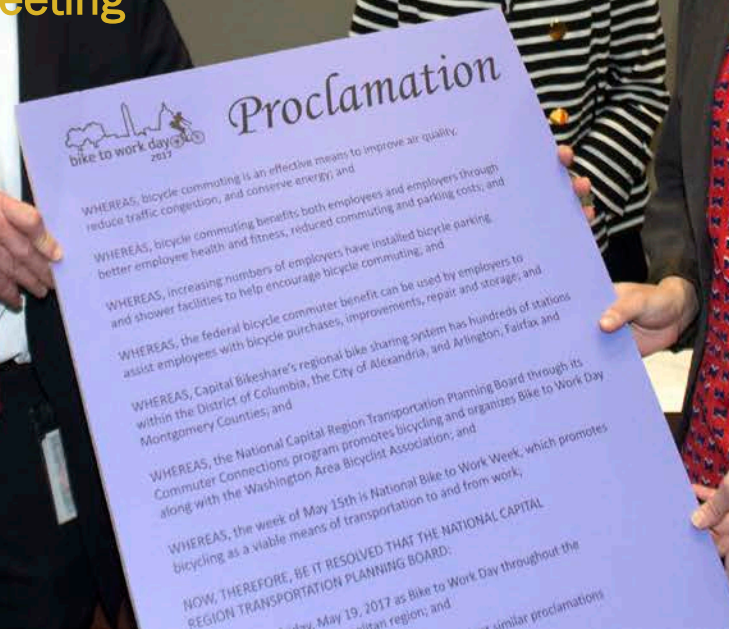 eeting
Proclamation
bike to work day
2017
WHEREAS, bicycle commuting is an effective means to improve air quality,
reduce traffic congestion, and conserve energy; and
WHEREAS, bicycle commuting benefits both employees and employers through
better employee health and fitness, reduced commuting and parking costs; and
WHEREAS, increasing numbers of employers have installed bicycle parking
and shower facilities to help encourage bicycle commuting; and
WHEREAS, the federal bicycle commuter benefit can be used by employers to
assist employees with bicycle purchases, improvements, repair and storage; and
WHEREAS, Capital Bikeshare's regional bike sharing system has hundreds of stations
within the District of Columbia, the City of Alexandria, and Arlington, Fairfax and
Montgomery Counties; and
WHEREAS, the National Capital Region Transportation Planning Board through its
Commuter Connections program promotes bicycling and organizes Bike to Work Day
along with the Washington Area Bicyclist Association; and
WHEREAS, the week of May 15th is National Bike to Work Week, which promotes
bicycling as a viable means of transportation to and from work;
NOW, THEREFORE, BE IT RESOLVED THAT THE NATIONAL CAPITAL
REGION TRANSPORTATION PLANNING BOARD:
May 19, 2017 as Bike to Work Day throughout the
region; and
similar proclamations